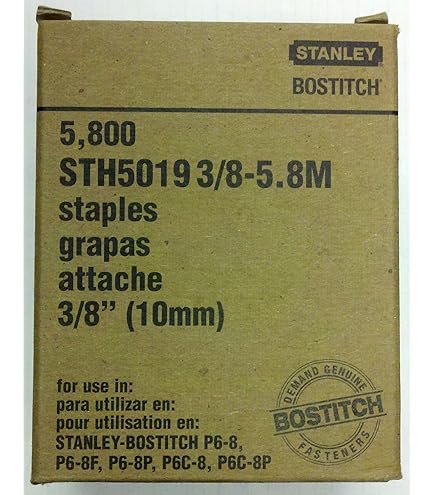 STANLEY
BOSTITCH®
5,800
STH5019 3/8-5.8M
staples
grapas
attache
3/8” (10mm)
for use in:
para utilizar en:
pour utilisation en:
STANLEY-BOSTITCH P6-8,
P6-8F, P6-8P, P6C-8, P6C-8P
DEMAND GENUINE
BOSTITCH
FASTENERS